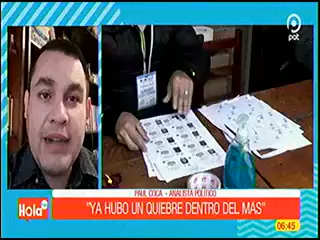 pat
PAUL COCA - ANALISTA POLÍTICO
Hola
"YA HUBO UN QUIEBRE DENTRO DEL MAS"
06:45